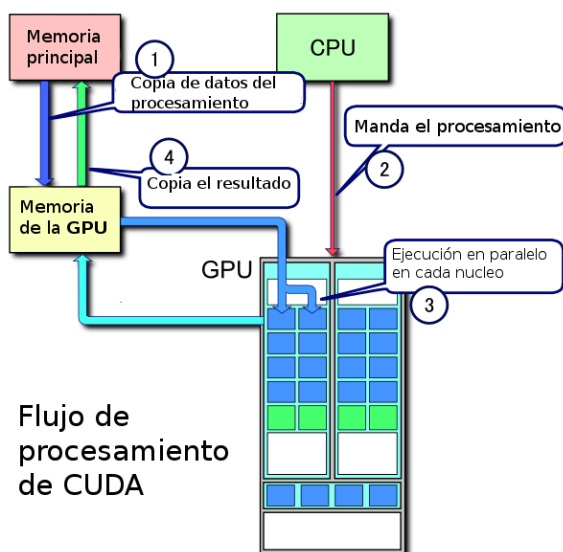 Memoria
principal
CPU
1
Copia de datos del
procesamiento
Manda el procesamiento
2
4
Copia el resultado
Memoria
de la GPU
GPU
Ejecución en paralelo
en cada nucleo
3
Flujo de
procesamiento
de CUDA